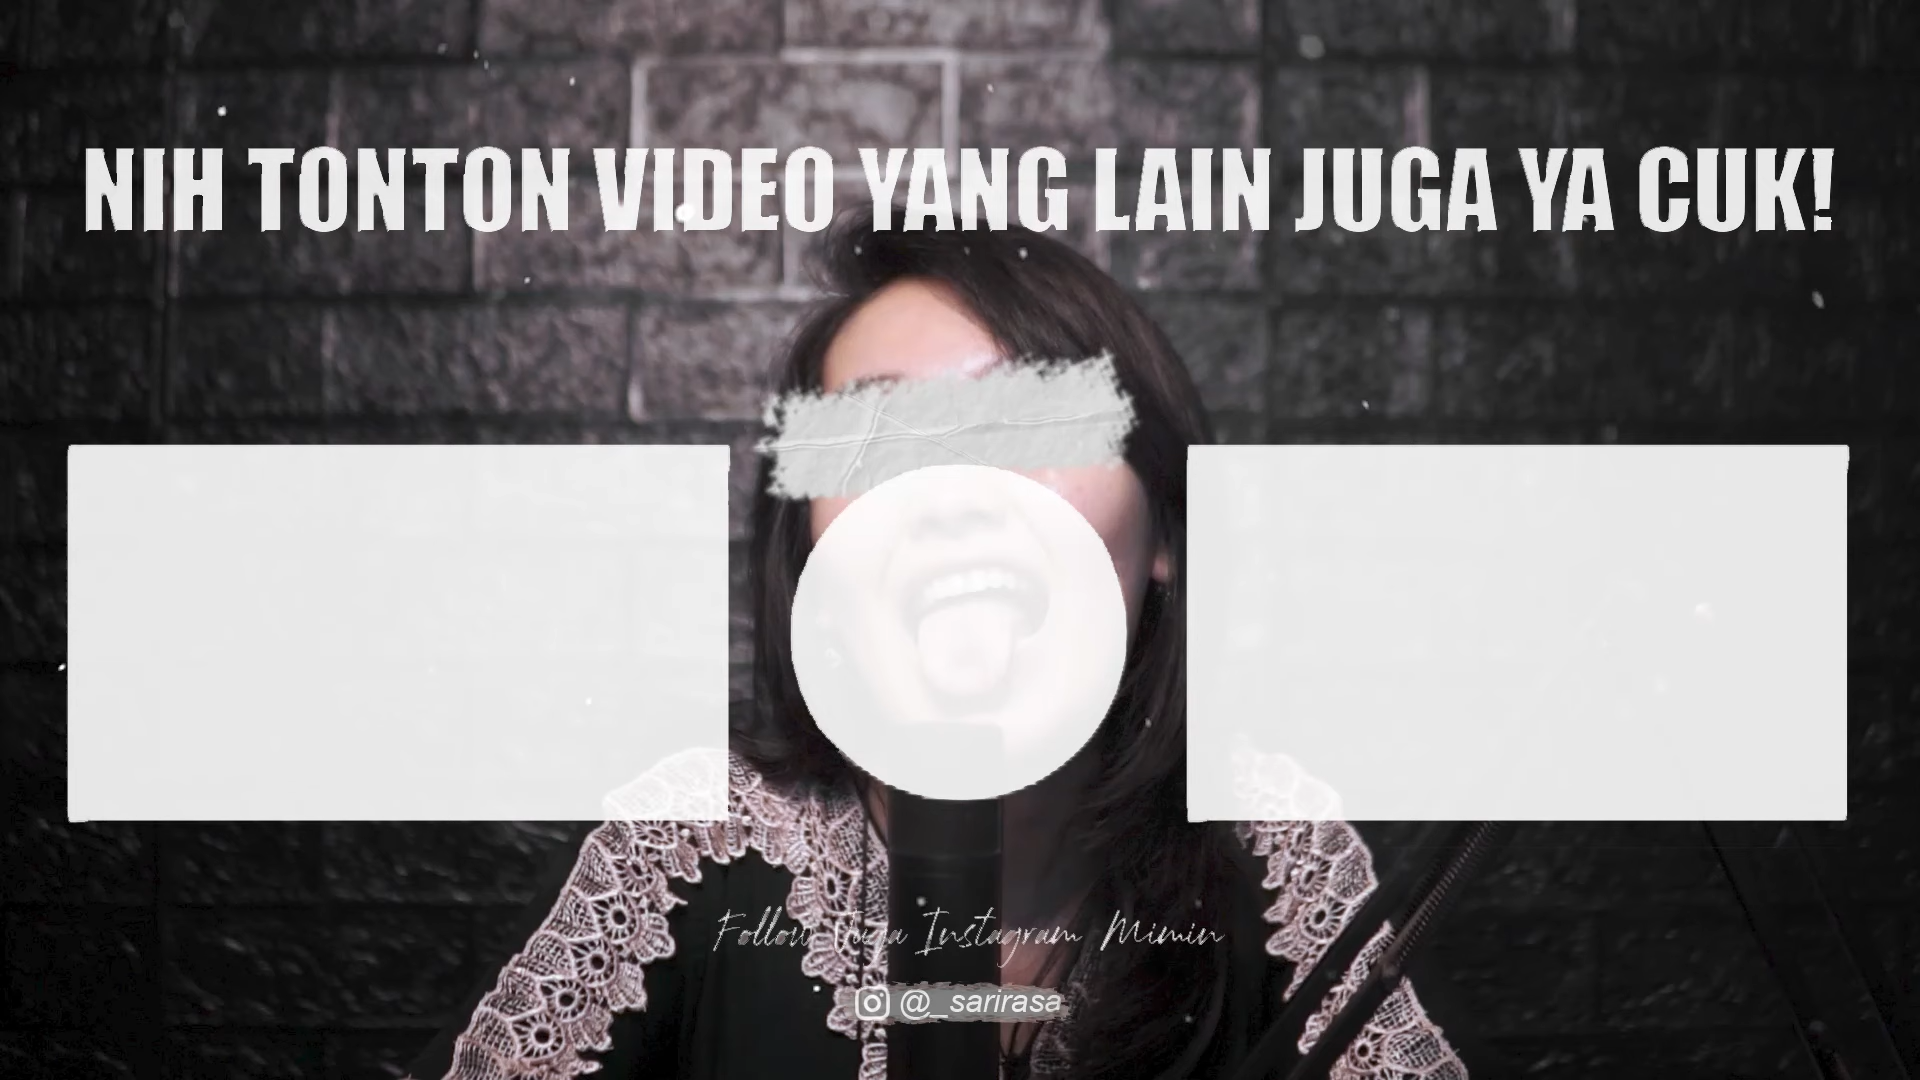 NIH TONTON VIDEO YANG LAIN JUGA YA CUK!
Follow Juga Instagram Mimin
@_sarirasa